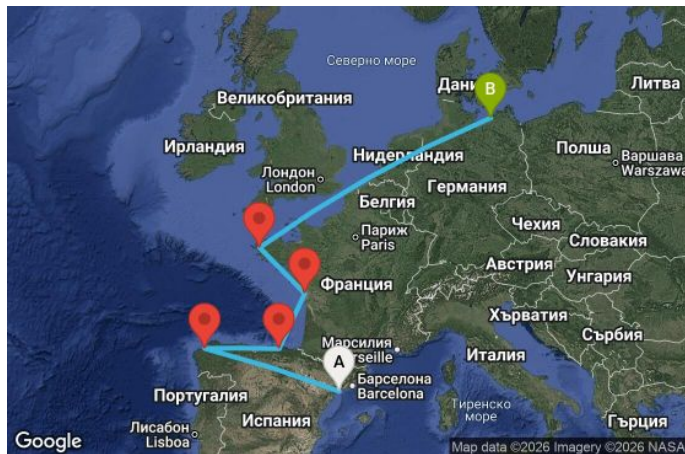 Северно море
Дани
Литва
Великобритания
Ирландия
Нидерландия
Полша
Варшава
Warszawa
Лондон
London
Германия
Белгия
Париж
Paris
Чехия
Словакия
Австрия
Унгария
Франция
Хърватия
Сърбия
Марсилия
Италия
Барселона
Barcelona
Португалия
Тиренско
море
Испания
Гърция
Лисабон
Lisbon
A
B
Google
Map data ©2026 Imagery ©2026 NASA